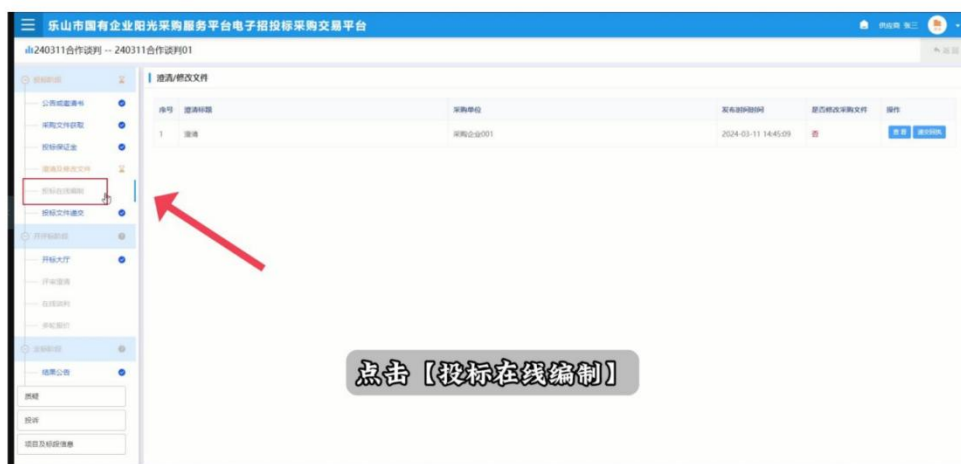 乐山市国有企业阳光采购服务平台电子招投标采购交易平台
供应商 张三
240311合作谈判 -- 240311合作谈判01
返回
投标阶段
澄清/修改文件
公告或邀请书
采购文件获取
投标保证金
澄清及修改文件
投标在线编制
投标文件递交
开评标阶段
开标大厅
评审澄清
在线谈判
多轮报价
定标阶段
结果公告
质疑
投诉
项目及标段信息
序号 澄清标题 采购单位 发布时间 是否修改采购文件 操作
1 澄清 采购企业001 2024-03-11 14:45:09 否 查看 递交回执
点击【投标在线编制】